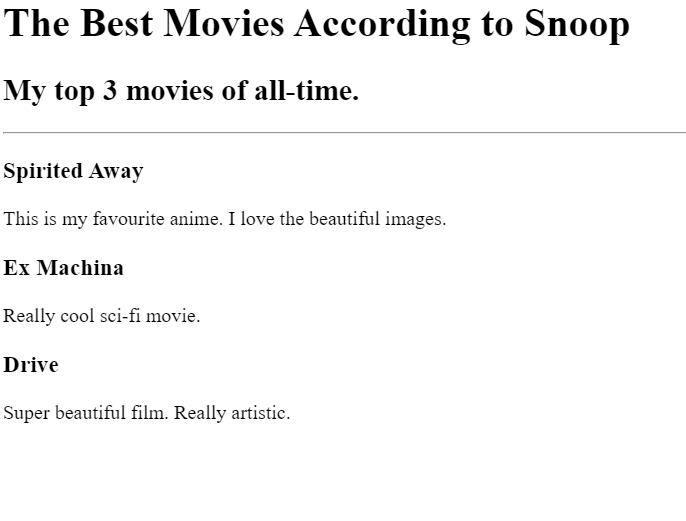 The Best Movies According to Snoop
My top 3 movies of all-time.
Spirited Away
This is my favourite anime. I love the beautiful images.
Ex Machina
Really cool sci-fi movie.
Drive
Super beautiful film. Really artistic.